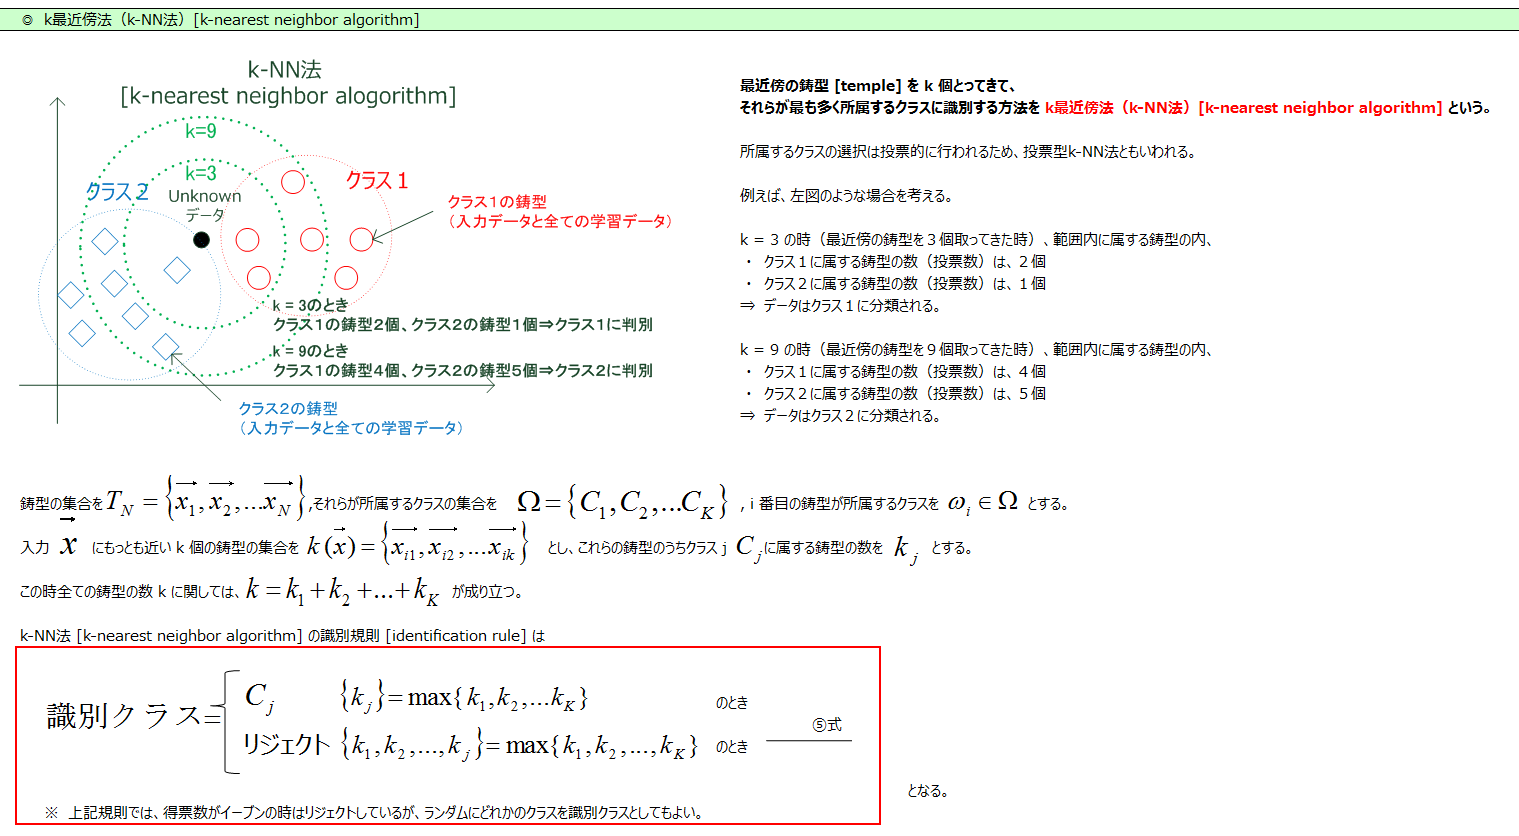 ◎ k最近傍法（k-NN法）[k-nearest neighbor algorithm]
k-NN法
[k-nearest neighbor alogorithm]
k=9
k=3
クラス２
Unknown
データ
クラス１
クラス１の鋳型
（入力データと全ての学習データ）
k = 3のとき
クラス１の鋳型２個、クラス２の鋳型１個⇒クラス１に判別
k = 9のとき
クラス１の鋳型４個、クラス２の鋳型５個⇒クラス２に判別
クラス２の鋳型
（入力データと全ての学習データ）
最近傍の鋳型 [temple] を k 個とってきて、
それらが最も多く所属するクラスに識別する方法を k最近傍法（k-NN法）[k-nearest neighbor algorithm] という。
所属するクラスの選択は投票的に行われるため、投票型k-NN法ともいわれる。
例えば、左図のような場合を考える。
k = 3 の時（最近傍の鋳型を３個取ってきた時）、範囲内に属する鋳型の内、
・ クラス１に属する鋳型の数（投票数）は、２個
・ クラス２に属する鋳型の数（投票数）は、１個
⇒ データはクラス１に分類される。
k = 9 の時（最近傍の鋳型を９個取ってきた時）、範囲内に属する鋳型の内、
・ クラス１に属する鋳型の数（投票数）は、４個
・ クラス２に属する鋳型の数（投票数）は、５個
⇒ データはクラス２に分類される。
鋳型の集合を T_N = {x⃗_1, x⃗_2, ...x⃗_N} ,それらが所属するクラスの集合を Ω = {C_1, C_2, ...C_K} , i 番目の鋳型が所属するクラスを ω_i ∈ Ω とする。
入力 x⃗ にもっとも近い k 個の鋳型の集合を k(x⃗) = {x⃗_i1, x⃗_i2, ...x⃗_ik} とし、これらの鋳型のうちクラス j C_j に属する鋳型の数を k_j とする。
この時全ての鋳型の数 k に関しては、k = k_1 + k_2 + ... + k_K が成り立つ。
k-NN法 [k-nearest neighbor algorithm] の識別規則 [identification rule] は
識別クラス= { C_j {k_j} = max{k_1, k_2, ...k_K} のとき
リジェクト {k_1, k_2, ..., k_j} = max{k_1, k_2, ..., k_K} のとき
⑤式
となる。
※ 上記規則では、得票数がイーブンの時はリジェクトしているが、ランダムにどれかのクラスを識別クラスとしてもよい。